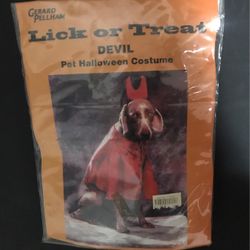 GERARD
PELLHAM
Lick or Treat
DEVIL
Pet Halloween Costume